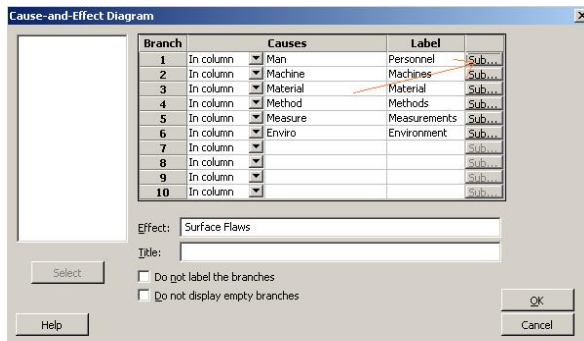 Cause-and-Effect Diagram
Branch Causes Label
1 In column Man Personnel Sub...
2 In column Machine Machines Sub...
3 In column Material Material Sub...
4 In column Method Methods Sub...
5 In column Measure Measurements Sub...
6 In column Enviro Environment Sub...
7 In column Sub...
8 In column Sub...
9 In column Sub...
10 In column Sub...
Effect: Surface Flaws
Title:
Select
Do not label the branches
Do not display empty branches
OK
Help
Cancel